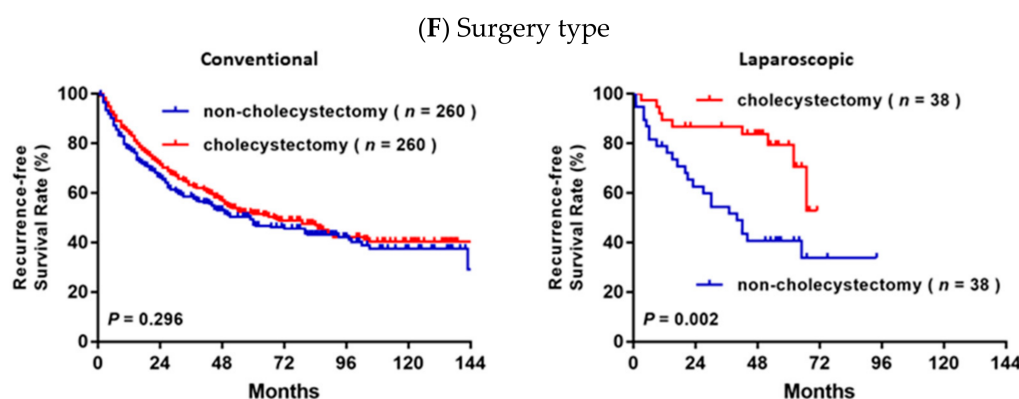 (F) Surgery type
Conventional
Recurrence-free
Survival Rate (%)
100
80
60
40
20
0
non-cholecystectomy ( n = 260 )
cholecystectomy ( n = 260 )
P = 0.296
0 24 48 72 96 120 144
Months
Laparoscopic
Recurrence-free
Survival Rate (%)
100
80
60
40
20
0
cholecystectomy ( n = 38 )
non-cholecystectomy ( n = 38 )
P = 0.002
0 24 48 72 96 120 144
Months